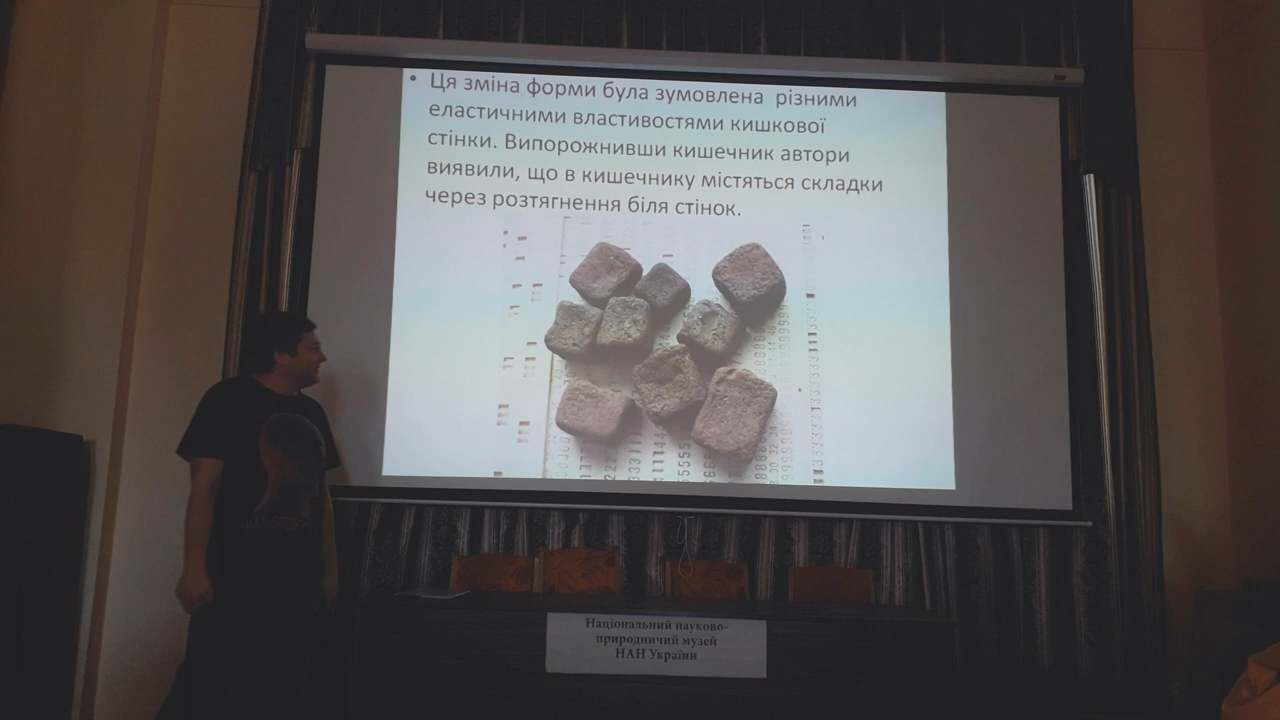 • Ця зміна форми була зумовлена різними
еластичними властивостями кишкової
стінки. Випорожнивши кишечник автори
виявили, що в кишечнику містяться складки
через розтягнення біля стінок.
Національний науково-
природничий музей
НАН України